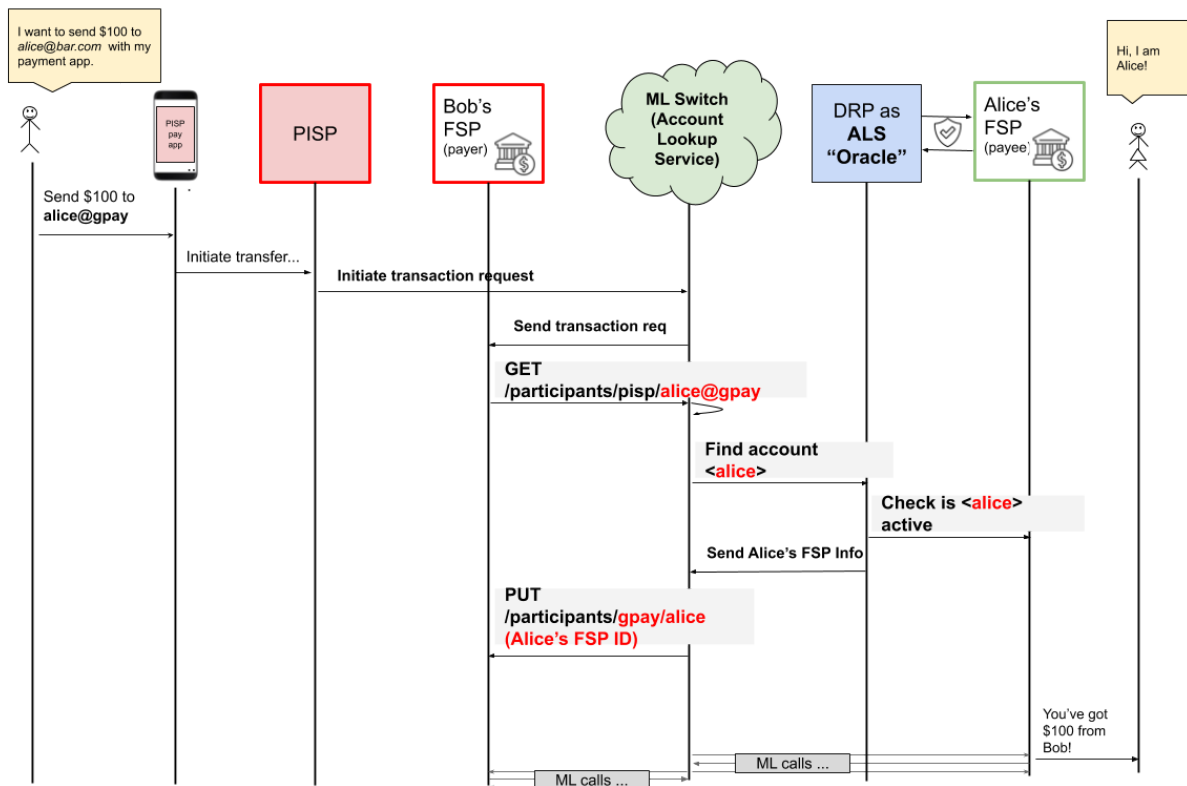 I want to send $100 to
alice@bar.com with my
payment app.
Hi, I am
Alice!
PISP
pay
app
PISP
Bob's
FSP
(payer)
ML Switch
(Account
Lookup
Service)
DRP as
ALS
“Oracle”
Alice's
FSP
(payee)
Send $100 to
alice@gpay
Initiate transfer...
Initiate transaction request
Send transaction req
GET
/participants/pisp/alice@gpay
Find account
<alice>
Check is <alice>
active
Send Alice's FSP Info
PUT
/participants/gpay/alice
(Alice's FSP ID)
You've got
$100 from
Bob!
ML calls ...
ML calls ...